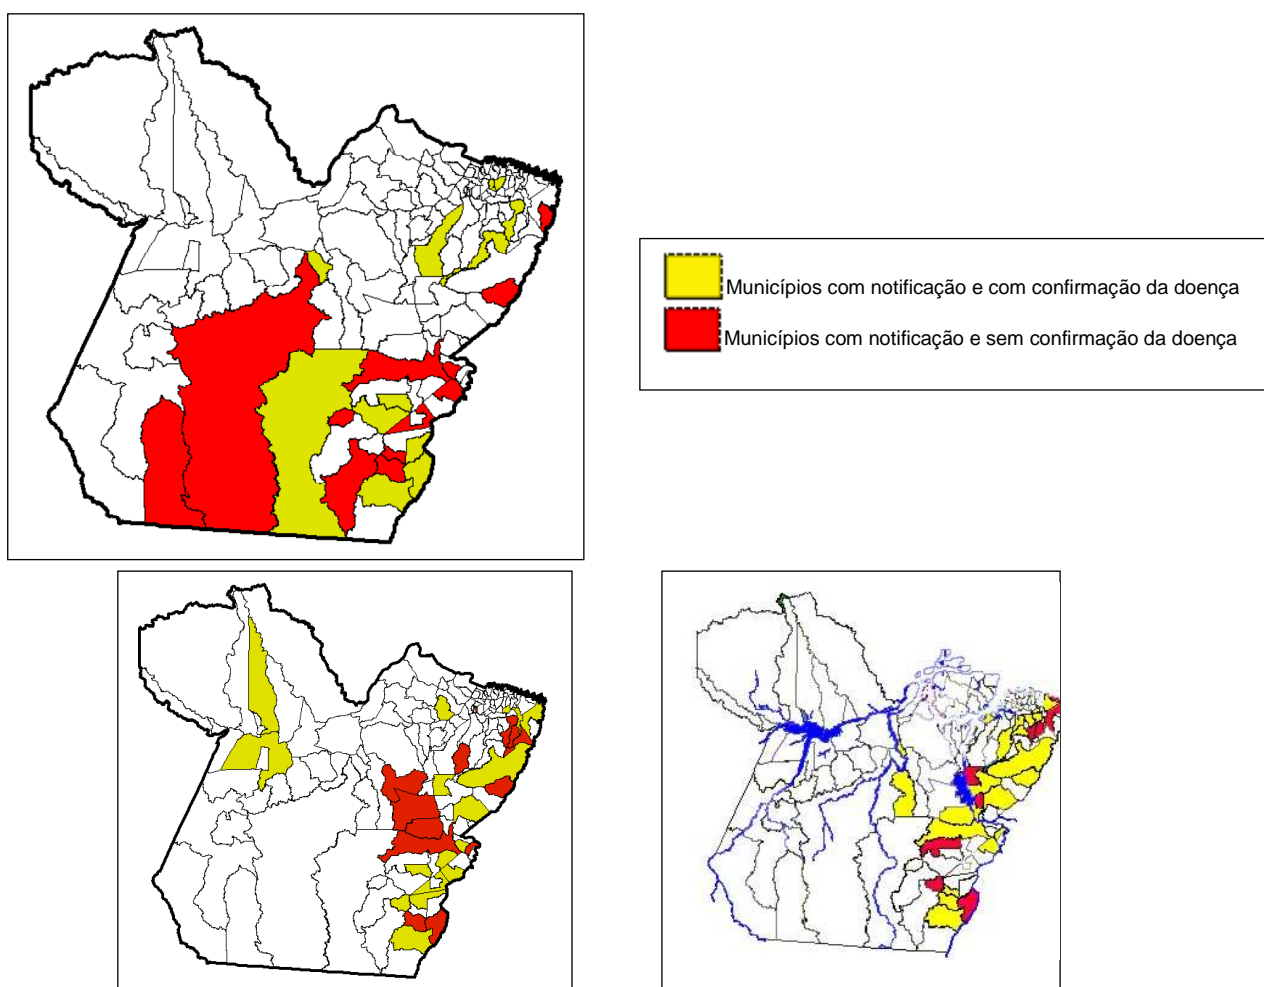 Municípios com notificação e com confirmação da doença
Municípios com notificação e sem confirmação da doença